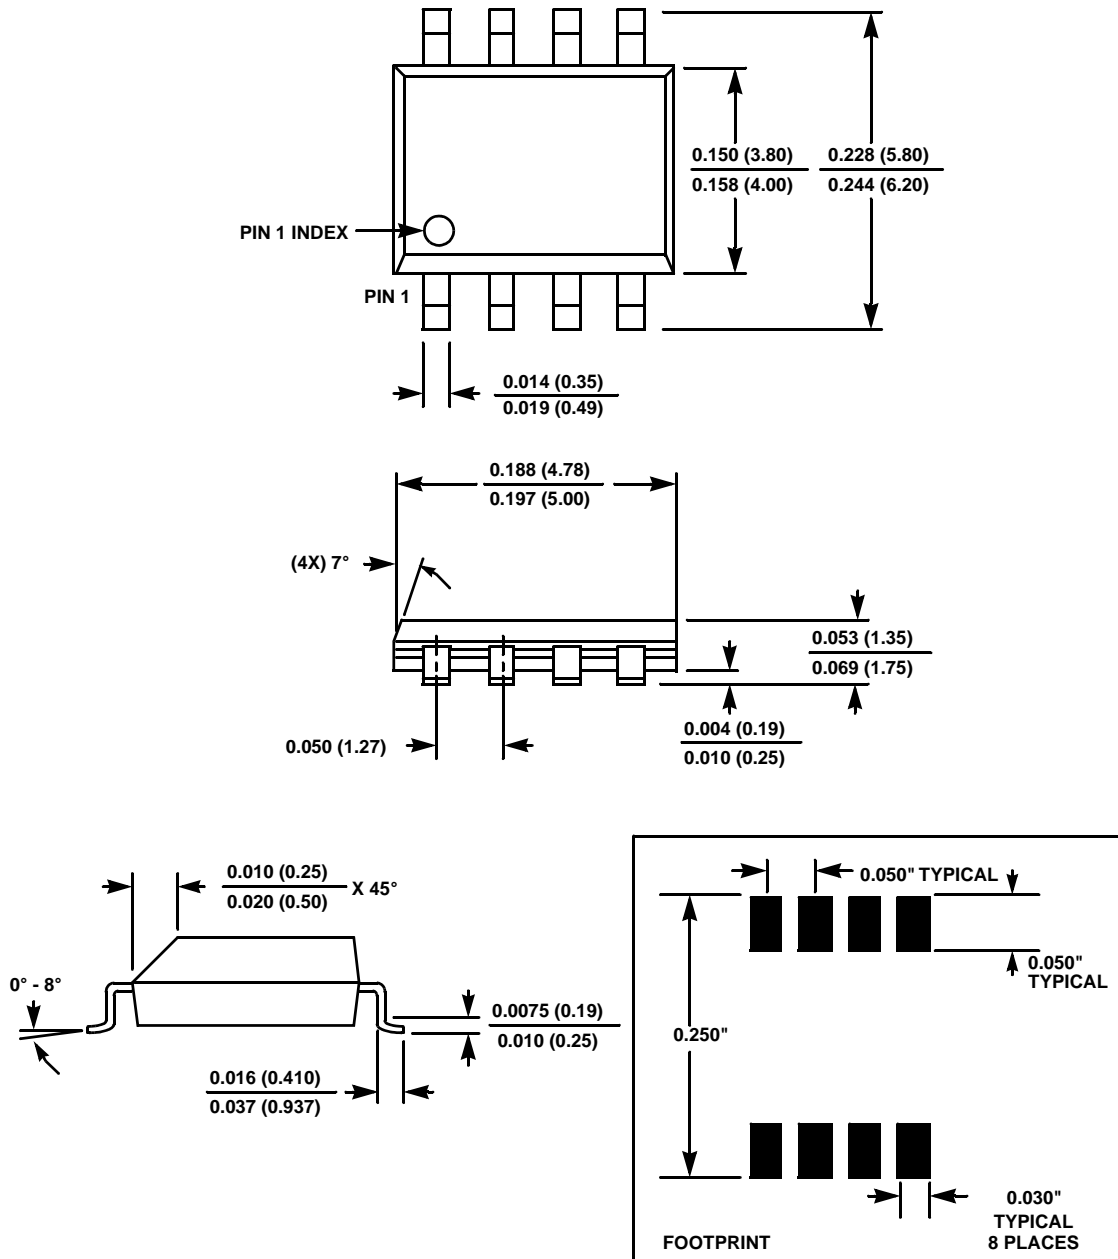 0.150 (3.80)
0.158 (4.00)
0.228 (5.80)
0.244 (6.20)
PIN 1 INDEX
PIN 1
0.014 (0.35)
0.019 (0.49)
0.188 (4.78)
0.197 (5.00)
(4X) 7°
0.053 (1.35)
0.069 (1.75)
0.050 (1.27)
0.004 (0.19)
0.010 (0.25)
0.010 (0.25)
0.020 (0.50)
X 45°
0° - 8°
0.0075 (0.19)
0.010 (0.25)
0.016 (0.410)
0.037 (0.937)
0.050" TYPICAL
0.050"
TYPICAL
0.250"
0.030"
TYPICAL
8 PLACES
FOOTPRINT